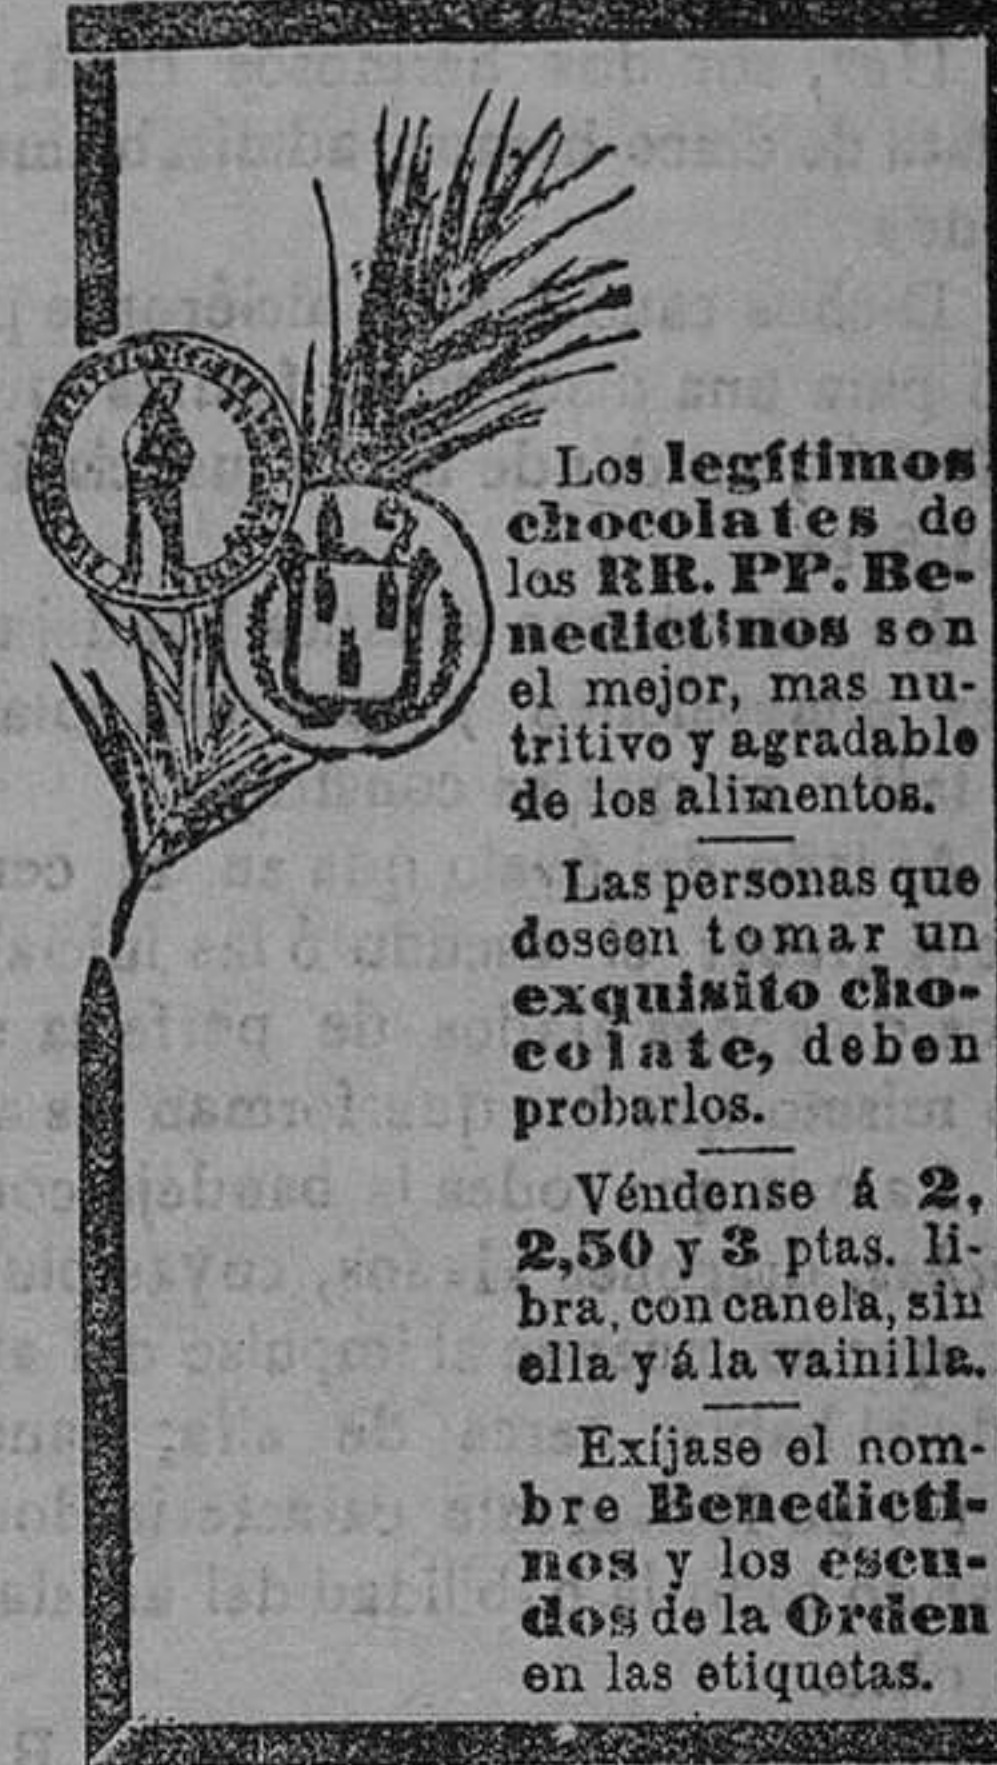 Los legítimos
chocolates de
los RR. PP. Be-
nedictinos son
el mejor, mas nu-
tritivo y agradable
de los alimentos.
Las personas que
deseen tomar un
exquisito cho-
colate, deben
probarlos.
Véndense á 2,
2,50 y 3 ptas. li-
bra, con canela, sin
ella y á la vainilla.
Exíjase el nom-
bre Benedicti-
nos y los escu-
dos de la Orden
en las etiquetas.